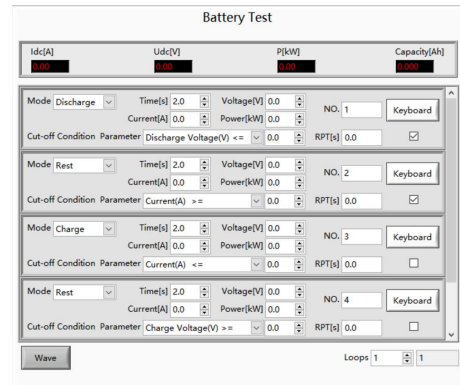 Battery Test
Idc[A] Udc[V] P[kW] Capacity[Ah]
0.00 0.00 0.00 0.000
Mode Discharge Time[s] 2.0 Voltage[V] 0.0 NO. 1 Keyboard
Current[A] 0.0 Power[kW] 0.0
Cut-off Condition Parameter Discharge Voltage(V) <= 0.0 RPT[s] 0.0
Mode Rest Time[s] 2.0 Voltage[V] 0.0 NO. 2 Keyboard
Current[A] 0.0 Power[kW] 0.0
Cut-off Condition Parameter Current(A) >= 0.0 RPT[s] 0.0
Mode Charge Time[s] 2.0 Voltage[V] 0.0 NO. 3 Keyboard
Current[A] 0.0 Power[kW] 0.0
Cut-off Condition Parameter Current(A) <= 0.0 RPT[s] 0.0
Mode Rest Time[s] 2.0 Voltage[V] 0.0 NO. 4 Keyboard
Current[A] 0.0 Power[kW] 0.0
Cut-off Condition Parameter Charge Voltage(V) >= 0.0 RPT[s] 0.0
Wave Loops 1 1